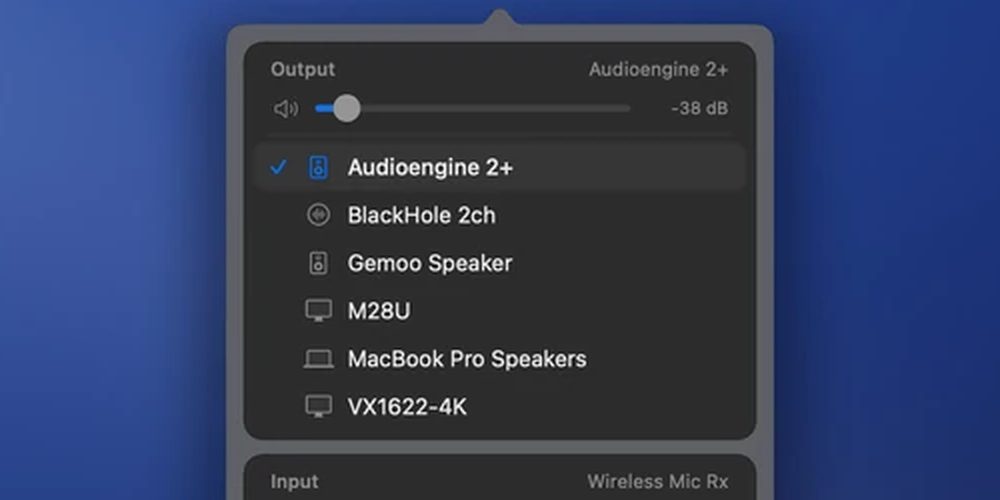 Output Audioengine 2+
-38 dB
Audioengine 2+
BlackHole 2ch
Gemoo Speaker
M28U
MacBook Pro Speakers
VX1622-4K
Input Wireless Mic Rx